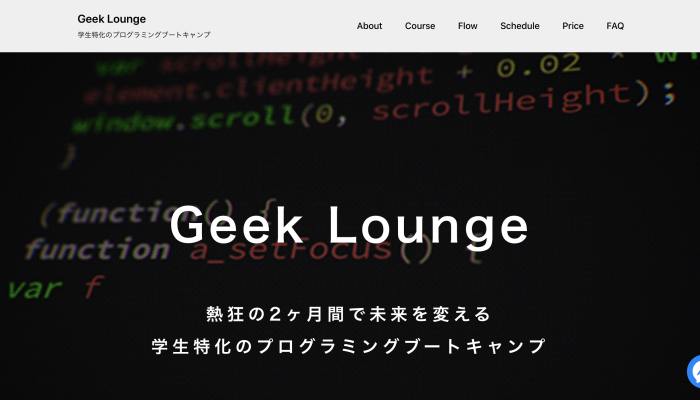 Geek Lounge
学生特化のプログラミングブートキャンプ
About Course Flow Schedule Price FAQ
var scrollHeight
element.clientHeight + 0.02 *
window.scroll(0, scrollHeight);
}
(function() {
Geek Lounge
function a_setFocus() {
var f
熱狂の2ヶ月間で未来を変える
学生特化のプログラミングブートキャンプ